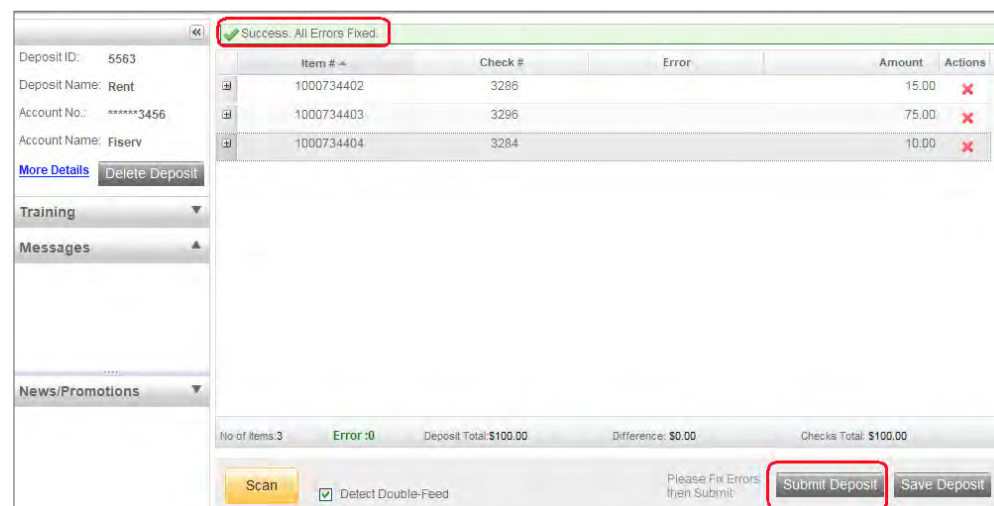 Success. All Errors Fixed.
Deposit ID: 5563
Deposit Name: Rent
Account No.: ******3456
Account Name: Fiserv
More Details Delete Deposit
Training
Messages
News/Promotions
Item # Check # Error Amount Actions
1000734402 3286 15.00
1000734403 3296 75.00
1000734404 3284 10.00
No of Items:3 Error :0 Deposit Total:$100.00 Difference: $0.00 Checks Total: $100.00
Scan
Detect Double-Feed
Please Fix Errors
then Submit
Submit Deposit
Save Deposit